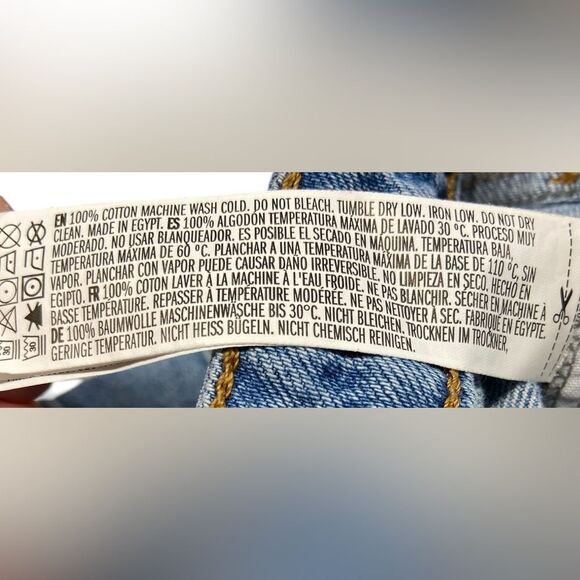 EN 100% COTTON MACHINE WASH COLD. DO NOT BLEACH. TUMBLE DRY LOW. IRON LOW. DO NOT DRY
CLEAN. MADE IN EGYPT. ES 100% ALGODÓN TEMPERATURA MÁXIMA DE LAVADO 30 °C. PROCESO MUY
MODERADO. NO USAR BLANQUEADOR. ES POSIBLE EL SECADO EN MÁQUINA. TEMPERATURA BAJA,
TEMPERATURA MÁXIMA DE 60 °C. PLANCHAR A UNA TEMPERATURA MÁXIMA DE LA BASE DE 110 °C, SIN
VAPOR. PLANCHAR CON VAPOR PUEDE CAUSAR DAÑO IRREVERSIBLE. NO LIMPIEZA EN SECO. HECHO EN
EGIPTO. FR 100% COTON LAVER À LA MACHINE À L'EAU FROIDE. NE PAS BLANCHIR. SÉCHER EN MACHINE À
BASSE TEMPÉRATURE. REPASSER À TEMPÉRATURE MODÉRÉE. NE PAS NETTOYER À SEC. FABRIQUÉ EN EGYPTE.
DE 100% BAUMWOLLE MASCHINENWÄSCHE BIS 30°C. NICHT BLEICHEN. TROCKNEN IM TROCKNER,
GERINGE TEMPERATUR. NICHT HEISS BÜGELN. NICHT CHEMISCH REINIGEN.